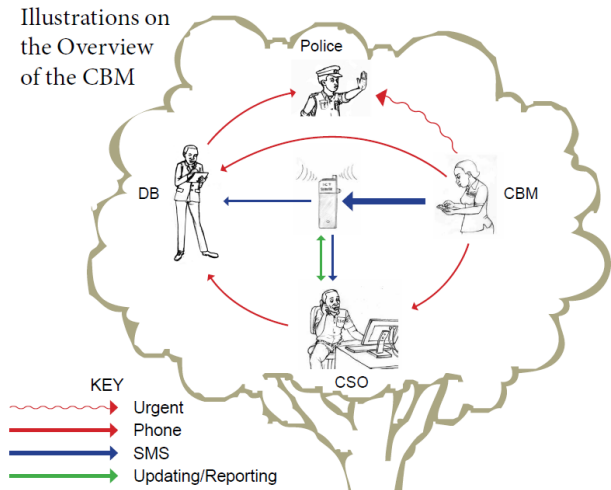 Illustrations on
the Overview
of the CBM
Police
DB
CBM
CSO
KEY
Urgent
Phone
SMS
Updating/Reporting